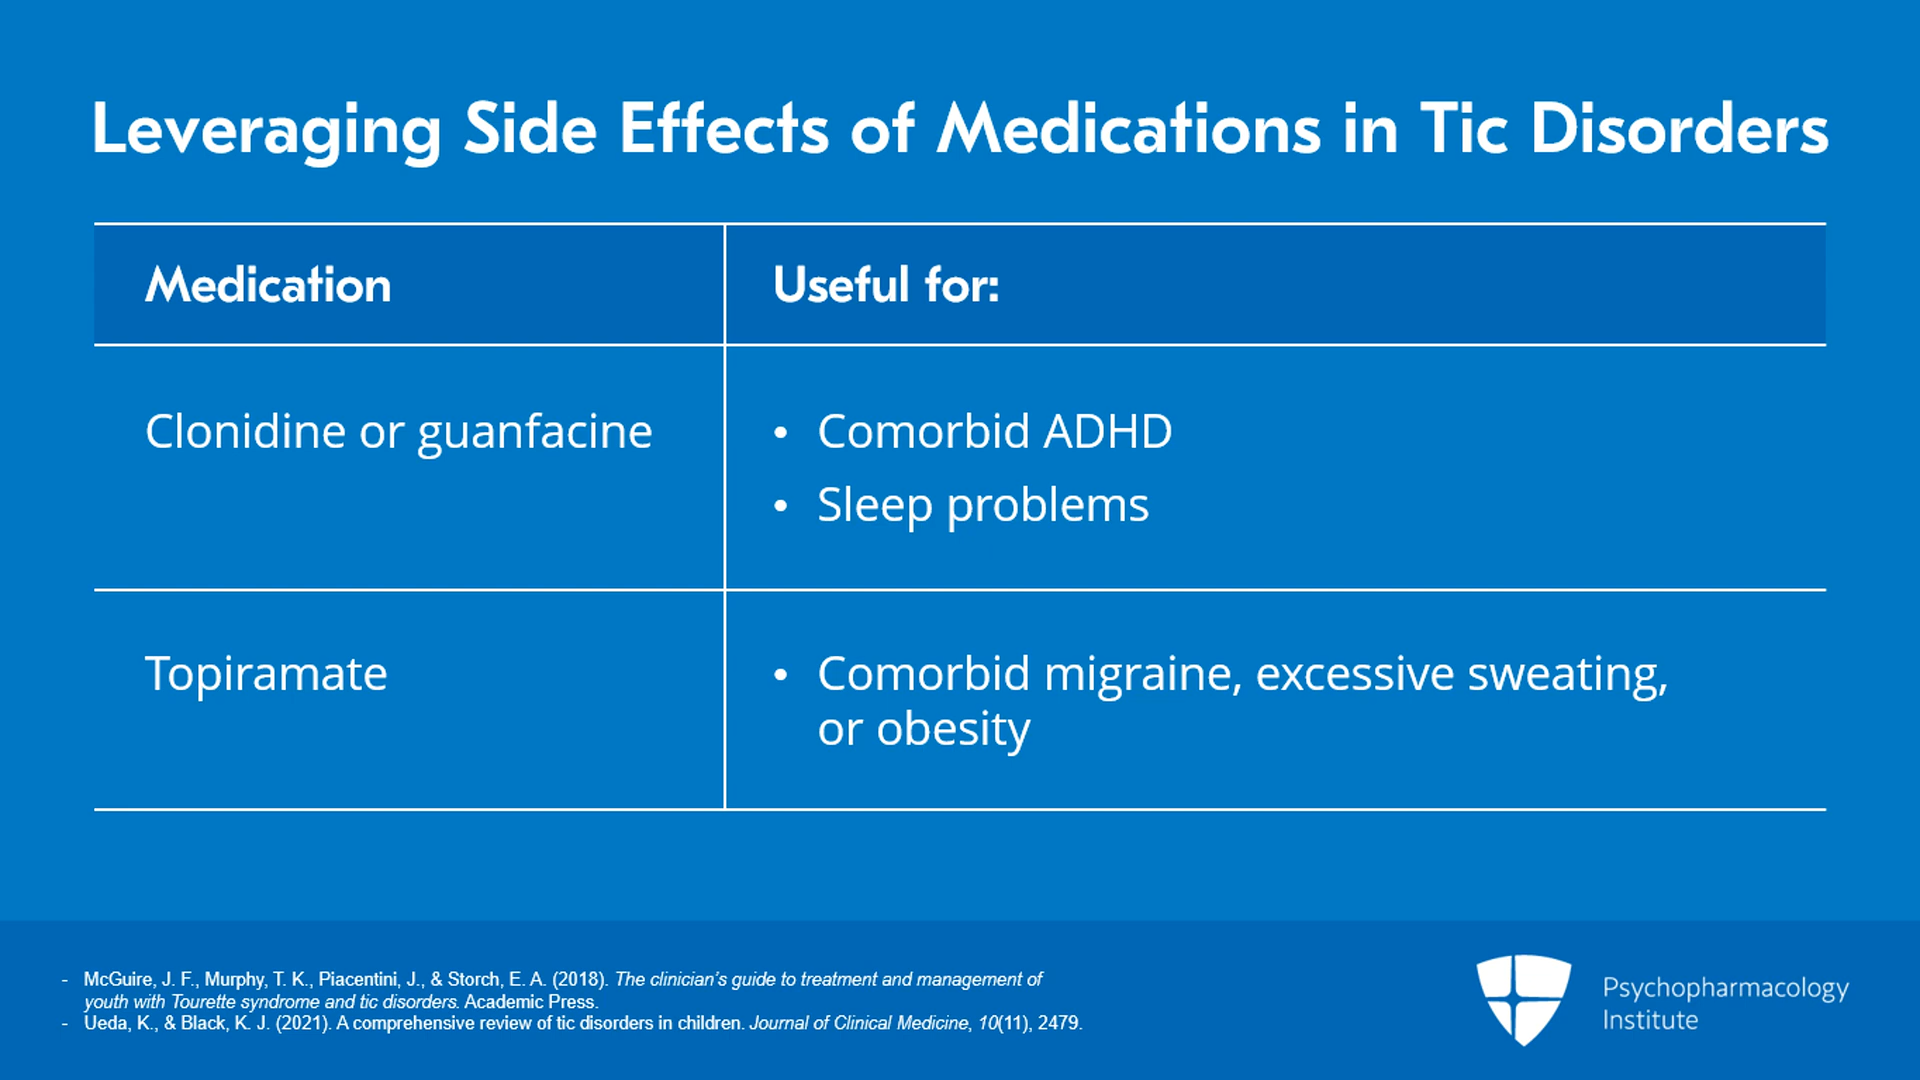 Leveraging Side Effects of Medications in Tic Disorders
Medication
Useful for:
Clonidine or guanfacine
• Comorbid ADHD
• Sleep problems
Topiramate
• Comorbid migraine, excessive sweating,
or obesity
- McGuire, J. F., Murphy, T. K., Piacentini, J., & Storch, E. A. (2018). The clinician's guide to treatment and management of
youth with Tourette syndrome and tic disorders. Academic Press.
- Ueda, K., & Black, K. J. (2021). A comprehensive review of tic disorders in children. Journal of Clinical Medicine, 10(11), 2479.
Psychopharmacology
Institute